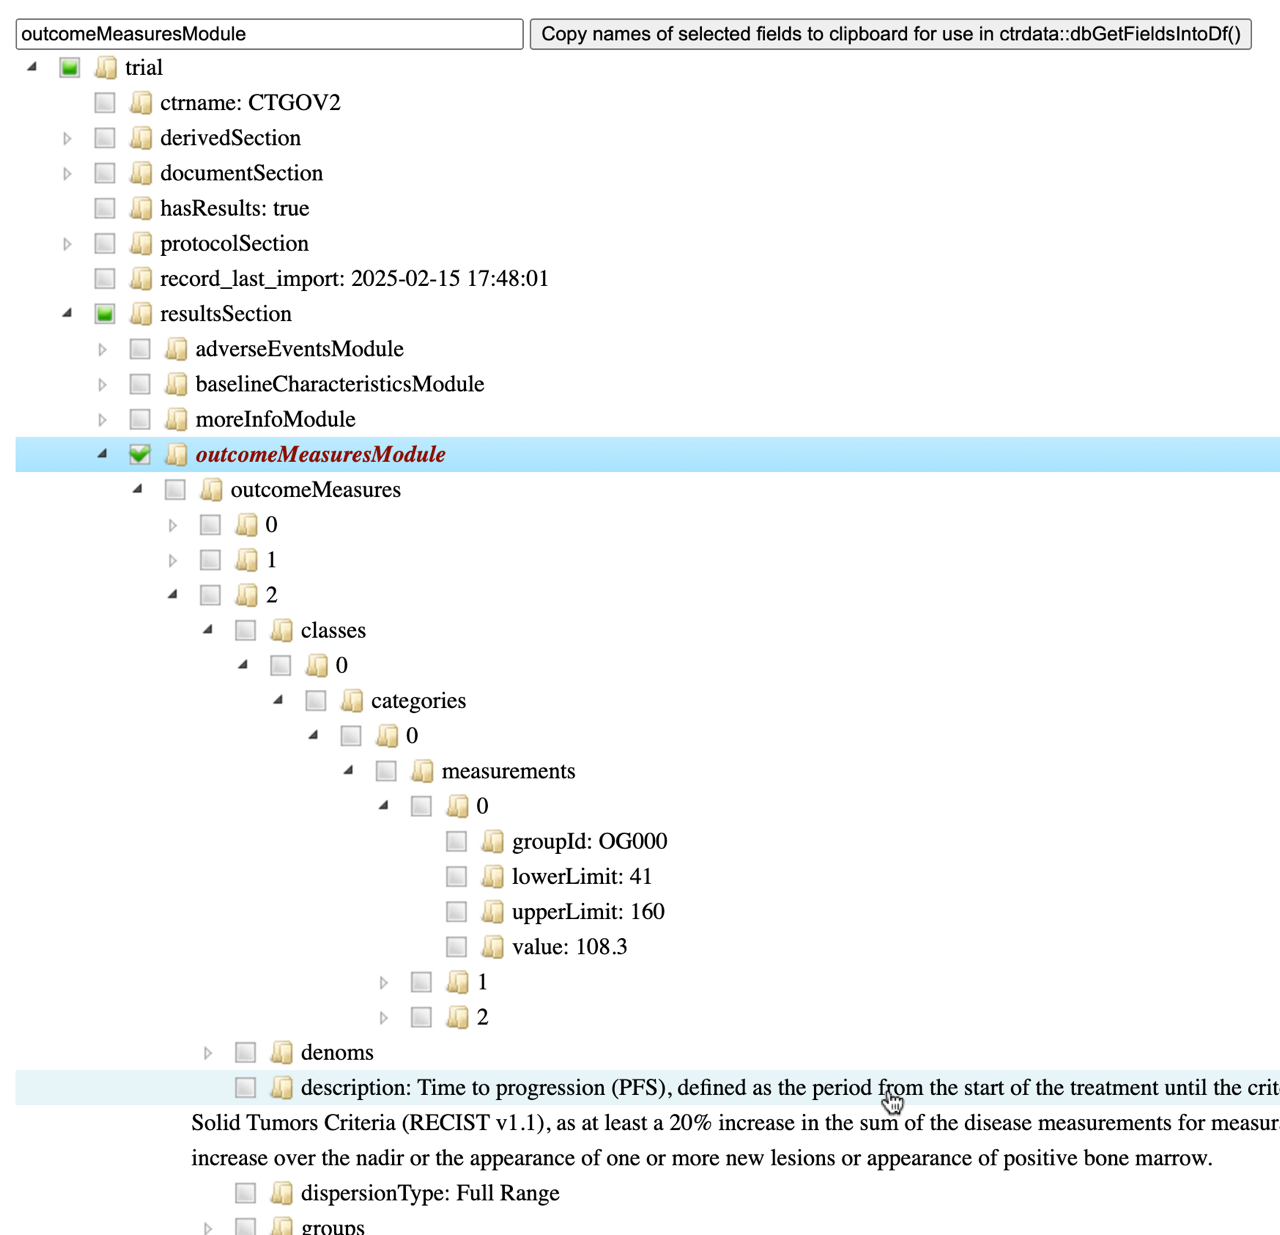 outcomeMeasuresModule Copy names of selected fields to clipboard for use in ctrdata::dbGetFieldsIntoDf()
trial
ctrname: CTGOV2
derivedSection
documentSection
hasResults: true
protocolSection
record_last_import: 2025-02-15 17:48:01
resultsSection
adverseEventsModule
baselineCharacteristicsModule
moreInfoModule
outcomeMeasuresModule
outcomeMeasures
0
1
2
classes
0
categories
0
measurements
0
groupId: OG000
lowerLimit: 41
upperLimit: 160
value: 108.3
1
2
denoms
description: Time to progression (PFS), defined as the period from the start of the treatment until the
Solid Tumors Criteria (RECIST v1.1), as at least a 20% increase in the sum of the disease measurements for
increase over the nadir or the appearance of one or more new lesions or appearance of positive bone marrow.
dispersionType: Full Range
groups